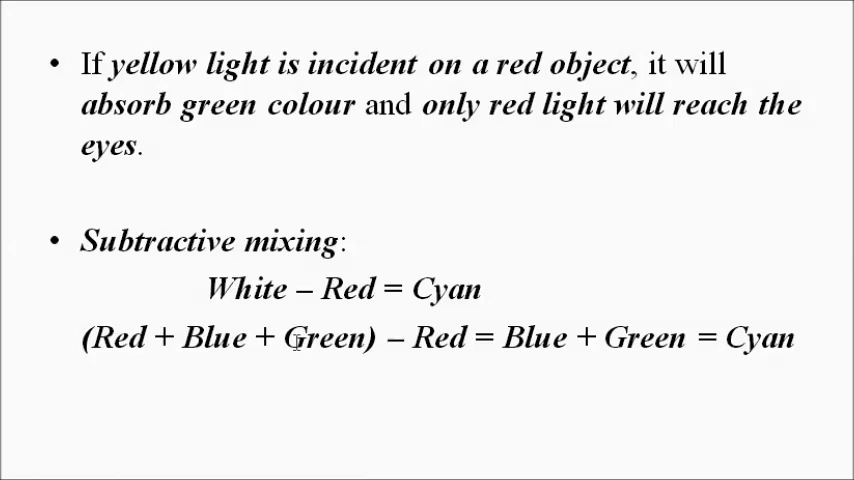 • If yellow light is incident on a red object, it will
absorb green colour and only red light will reach the
eyes.
• Subtractive mixing:
White – Red = Cyan
(Red + Blue + Green) – Red = Blue + Green = Cyan